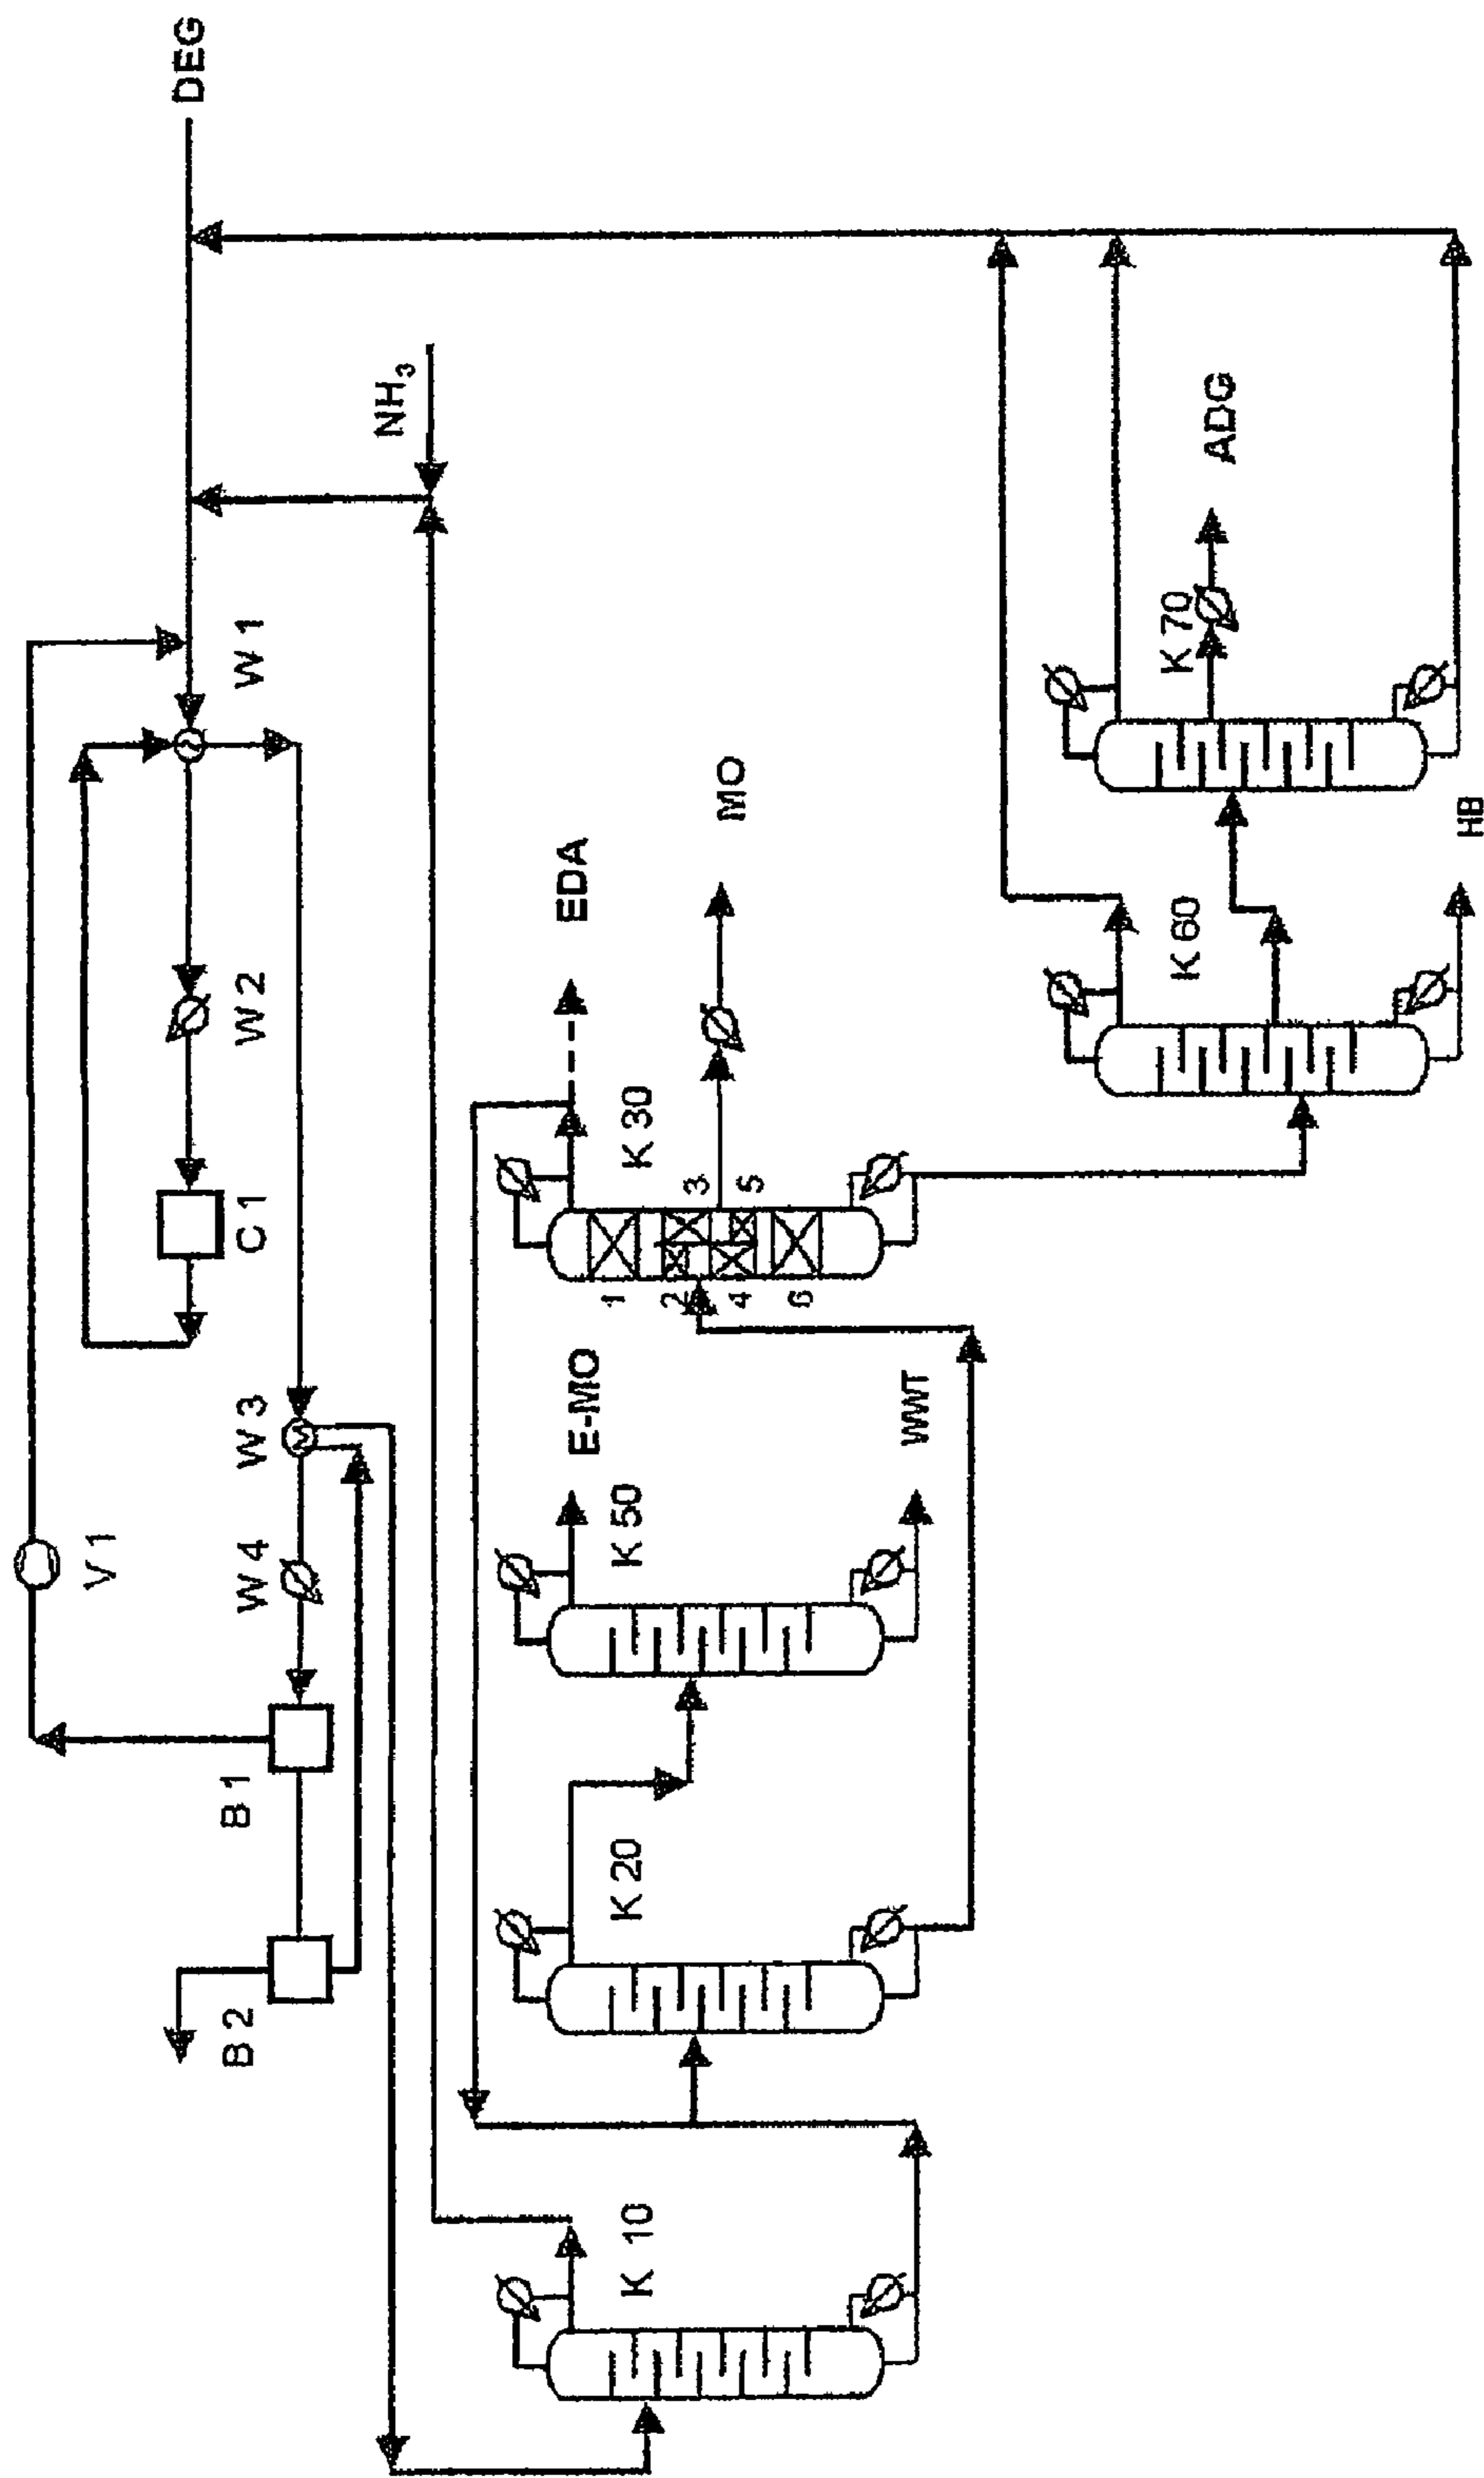 DEG
NH3
W 1
W 2
C 1
W 3
W 4
V 1
B 1
B 2
EDA
MO
K 30
1
2
3
4
5
6
E-MO
K 50
WWT
K 20
K 10
ADG
K 70
K 60
HB